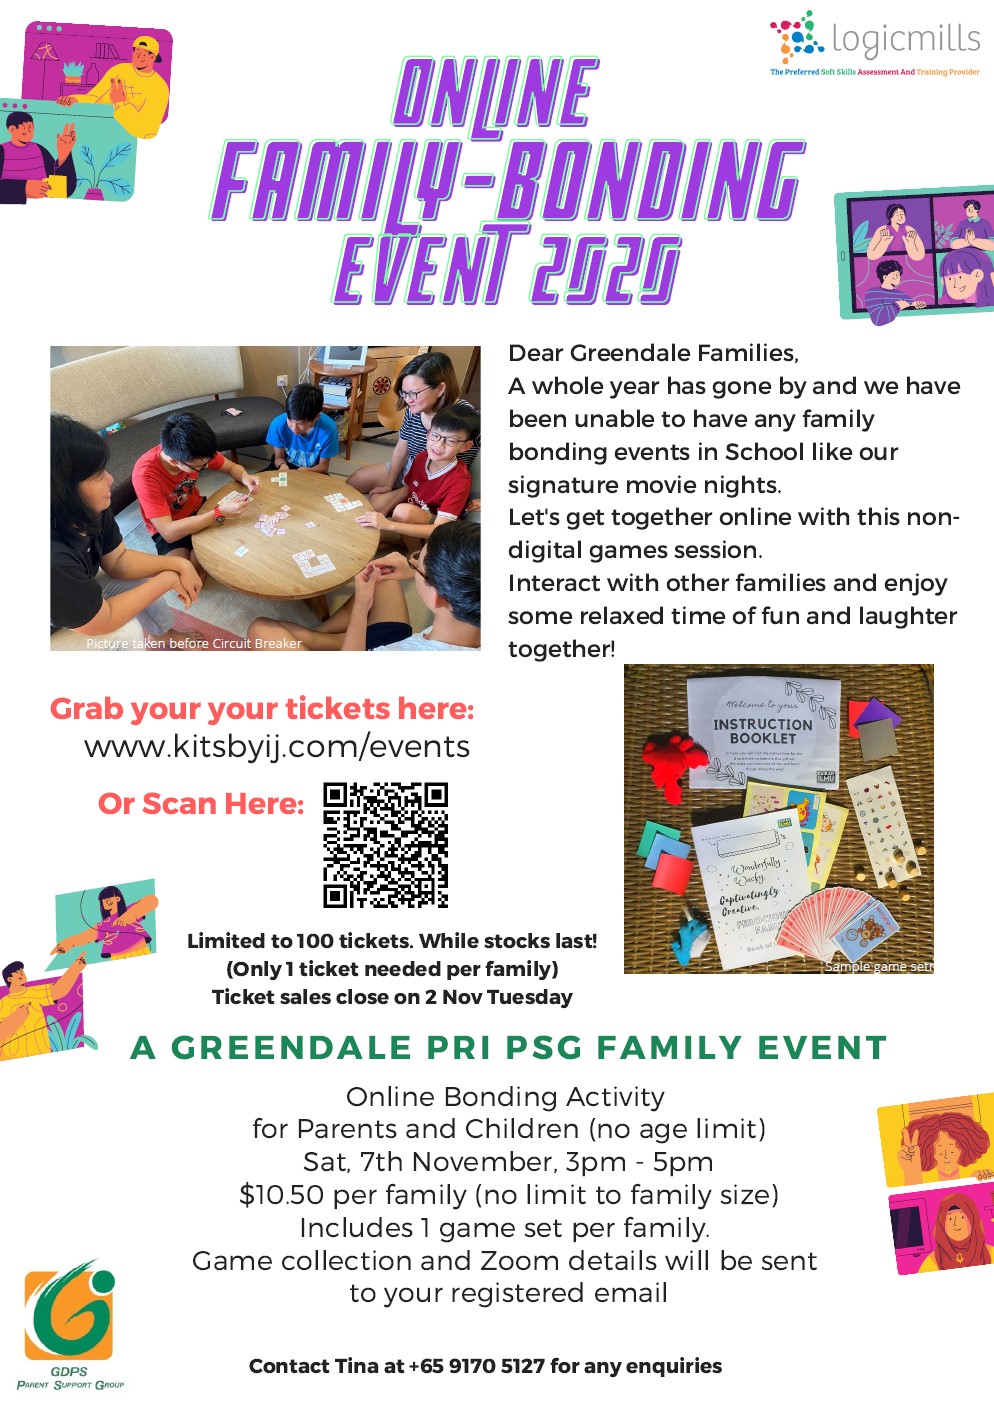 logicmills
The Preferred Soft Skills Assessment And Training Provider
ONLINE
FAMILY-BONDING
EVENT 2020
Dear Greendale Families,
A whole year has gone by and we have
been unable to have any family
bonding events in School like our
signature movie nights.
Let's get together online with this non-
digital games session.
Interact with other families and enjoy
some relaxed time of fun and laughter
together!
Picture taken before Circuit Breaker
Grab your your tickets here:
www.kitsbyij.com/events
Or Scan Here:
Welcome to your
INSTRUCTION
BOOKLET
Wonderfully
Wacky,
Captivatingly
Creative,
Book of
Sample game set
Limited to 100 tickets. While stocks last!
(Only 1 ticket needed per family)
Ticket sales close on 2 Nov Tuesday
A GREENDALE PRI PSG FAMILY EVENT
Online Bonding Activity
for Parents and Children (no age limit)
Sat, 7th November, 3pm - 5pm
$10.50 per family (no limit to family size)
Includes 1 game set per family.
Game collection and Zoom details will be sent
to your registered email
GDPS
PARENT SUPPORT GROUP
Contact Tina at +65 9170 5127 for any enquiries